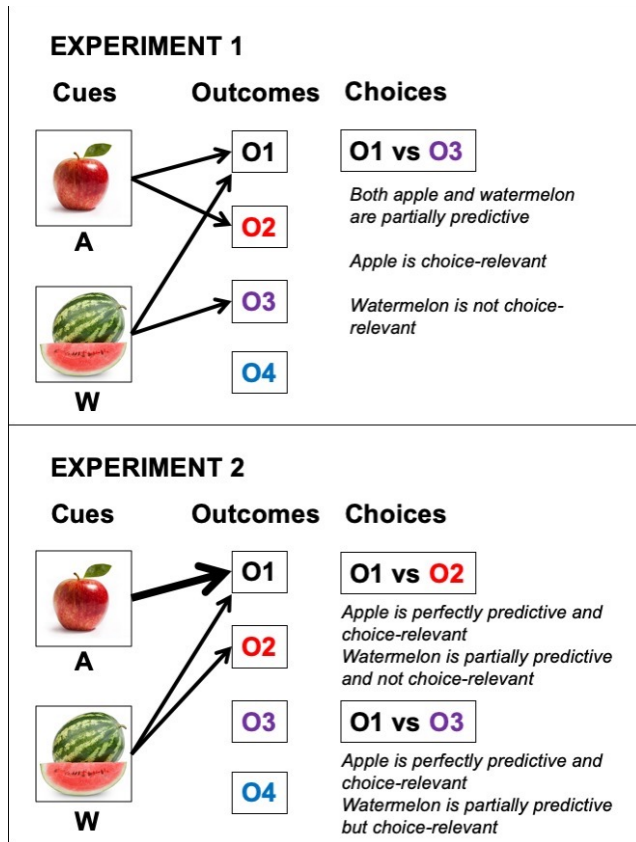 EXPERIMENT 1
Cues Outcomes Choices
O1
O1 vs O3
Both apple and watermelon
are partially predictive
A
O2
Apple is choice-relevant
O3
Watermelon is not choice-
relevant
O4
W
EXPERIMENT 2
Cues Outcomes Choices
O1
O1 vs O2
Apple is perfectly predictive and
choice-relevant
Watermelon is partially predictive
and not choice-relevant
A
O2
O3
O1 vs O3
Apple is perfectly predictive and
choice-relevant
Watermelon is partially predictive
but choice-relevant
O4
W